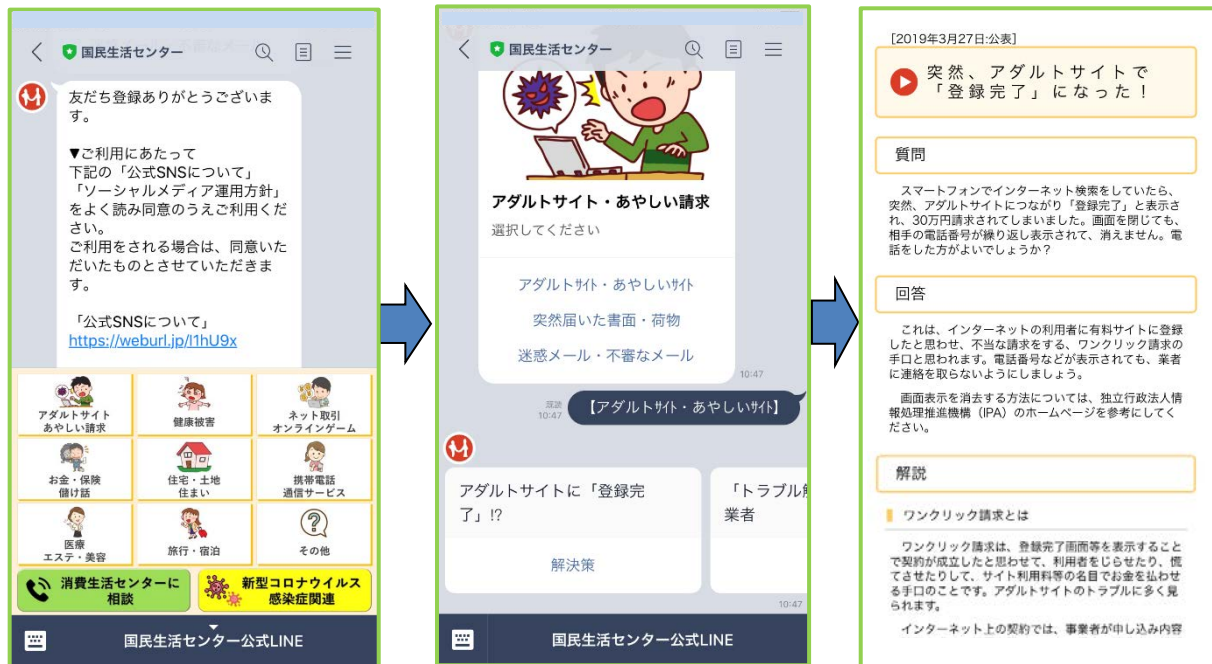 国民生活センター
友だち登録ありがとうございま
す。
▼ご利用にあたって
下記の「公式SNSについて」
「ソーシャルメディア運用方針」
をよく読み同意のうえご利用くだ
さい。
ご利用をされる場合は、同意いた
だいたものとさせていただきま
す。
「公式SNSについて」
https://weburl.jp/l1hU9x
アダルトサイト
あやしい請求
健康被害
ネット取引
オンラインゲーム
お金・保険
儲け話
住宅・土地
住まい
携帯電話
通信サービス
医療
エステ・美容
旅行・宿泊
?
その他
消費生活センターに
相談
新型コロナウイルス
感染症関連
国民生活センター公式LINE
国民生活センター
アダルトサイト・あやしい請求
選択してください
アダルトサイト・あやしいサイト
突然届いた書面・荷物
迷惑メール・不審なメール
10:47
既読
10:47
【アダルトサイト・あやしいサイト】
アダルトサイトに「登録完
了」!?
解決策
「トラブル
業者
10:47
国民生活センター公式LINE
[2019年3月27日:公表]
突然、アダルトサイトで
「登録完了」になった!
質問
スマートフォンでインターネット検索をしていたら、
突然、アダルトサイトにつながり「登録完了」と表示さ
れ、30万円請求されてしまいました。画面を閉じても、
相手の電話番号が繰り返し表示されて、消えません。電
話をした方がよいでしょうか?
回答
これは、インターネットの利用者に有料サイトに登録
したと思わせ、不当な請求をする、ワンクリック請求の
手口と思われます。電話番号などが表示されても、業者
に連絡を取らないようにしましょう。
画面表示を消去する方法については、独立行政法人情
報処理推進機構(IPA)のホームページを参考にしてく
ださい。
解説
ワンクリック請求とは
ワンクリック請求は、登録完了画面等を表示すること
で契約が成立したと思わせて、利用者をじらせたり、慌
てさせたりして、サイト利用料等の名目でお金を払わせ
る手口のことです。アダルトサイトのトラブルに多く見
られます。
インターネット上の契約では、事業者が申し込み内容